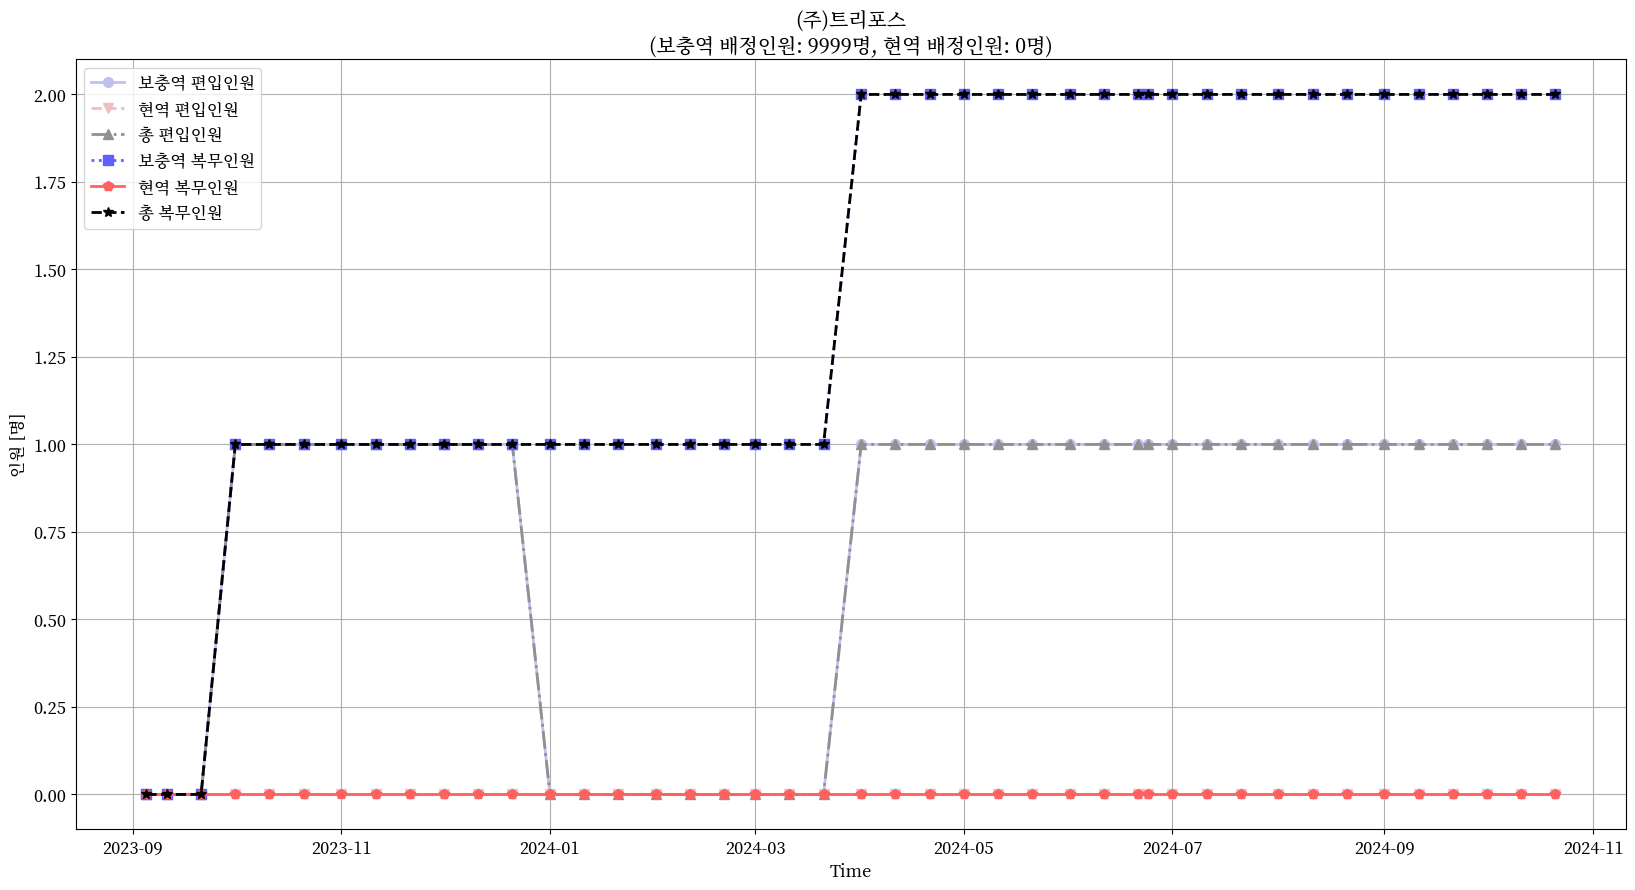 (주)트리포스
(보충역 배정인원: 9999명, 현역 배정인원: 0명)
보충역 편입인원
현역 편입인원
총 편입인원
보충역 복무인원
현역 복무인원
총 복무인원
2.00
1.75
1.50
1.25
1.00
0.75
0.50
0.25
0.00
인원 [명]
2023-09 2023-11 2024-01 2024-03 2024-05 2024-07 2024-09 2024-11
Time